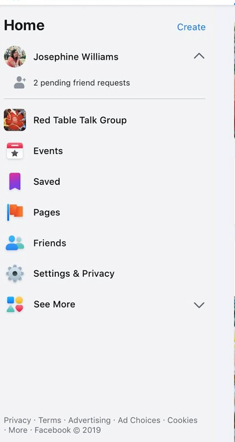 Home
Create
Josephine Williams
2 pending friend requests
Red Table Talk Group
Events
Saved
Pages
Friends
Settings & Privacy
See More
Privacy · Terms · Advertising · Ad Choices · Cookies
· More · Facebook © 2019